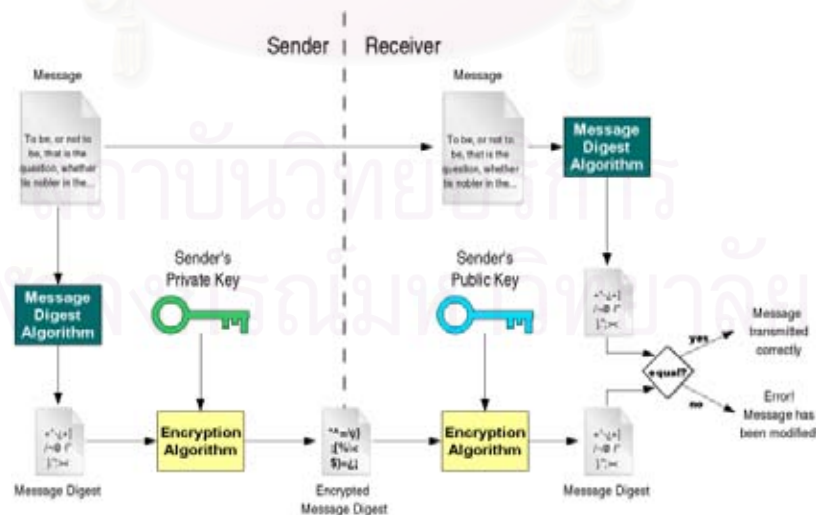 Sender
Receiver
Message
Message
To be, or not to
be, that is the
question, whether
tis nobler in the...
To be, or not to
be, that is the
question, whether
tis nobler in the...
Message
Digest
Algorithm
Sender's
Private Key
Sender's
Public Key
Message
Digest
Algorithm
yes
Message
transmitted
correctly
equal?
no
Error!
Message has
been modified
Encryption
Algorithm
Encryption
Algorithm
Message Digest
Encrypted
Message Digest
Message Digest